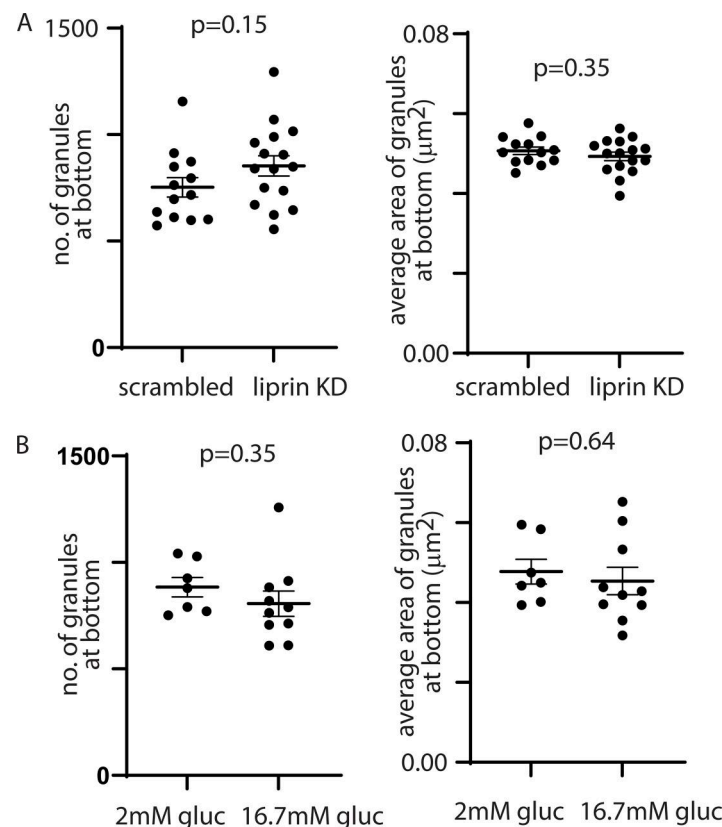 A
1500
p=0.15
no. of granules
at bottom
0
scrambled
liprin KD
0.08
p=0.35
average area of granules
at bottom (μm2)
0.00
scrambled
liprin KD
B
1500
p=0.35
no. of granules
at bottom
0
2mM gluc
16.7mM gluc
0.08
p=0.64
average area of granules
at bottom (μm2)
0.00
2mM gluc
16.7mM gluc